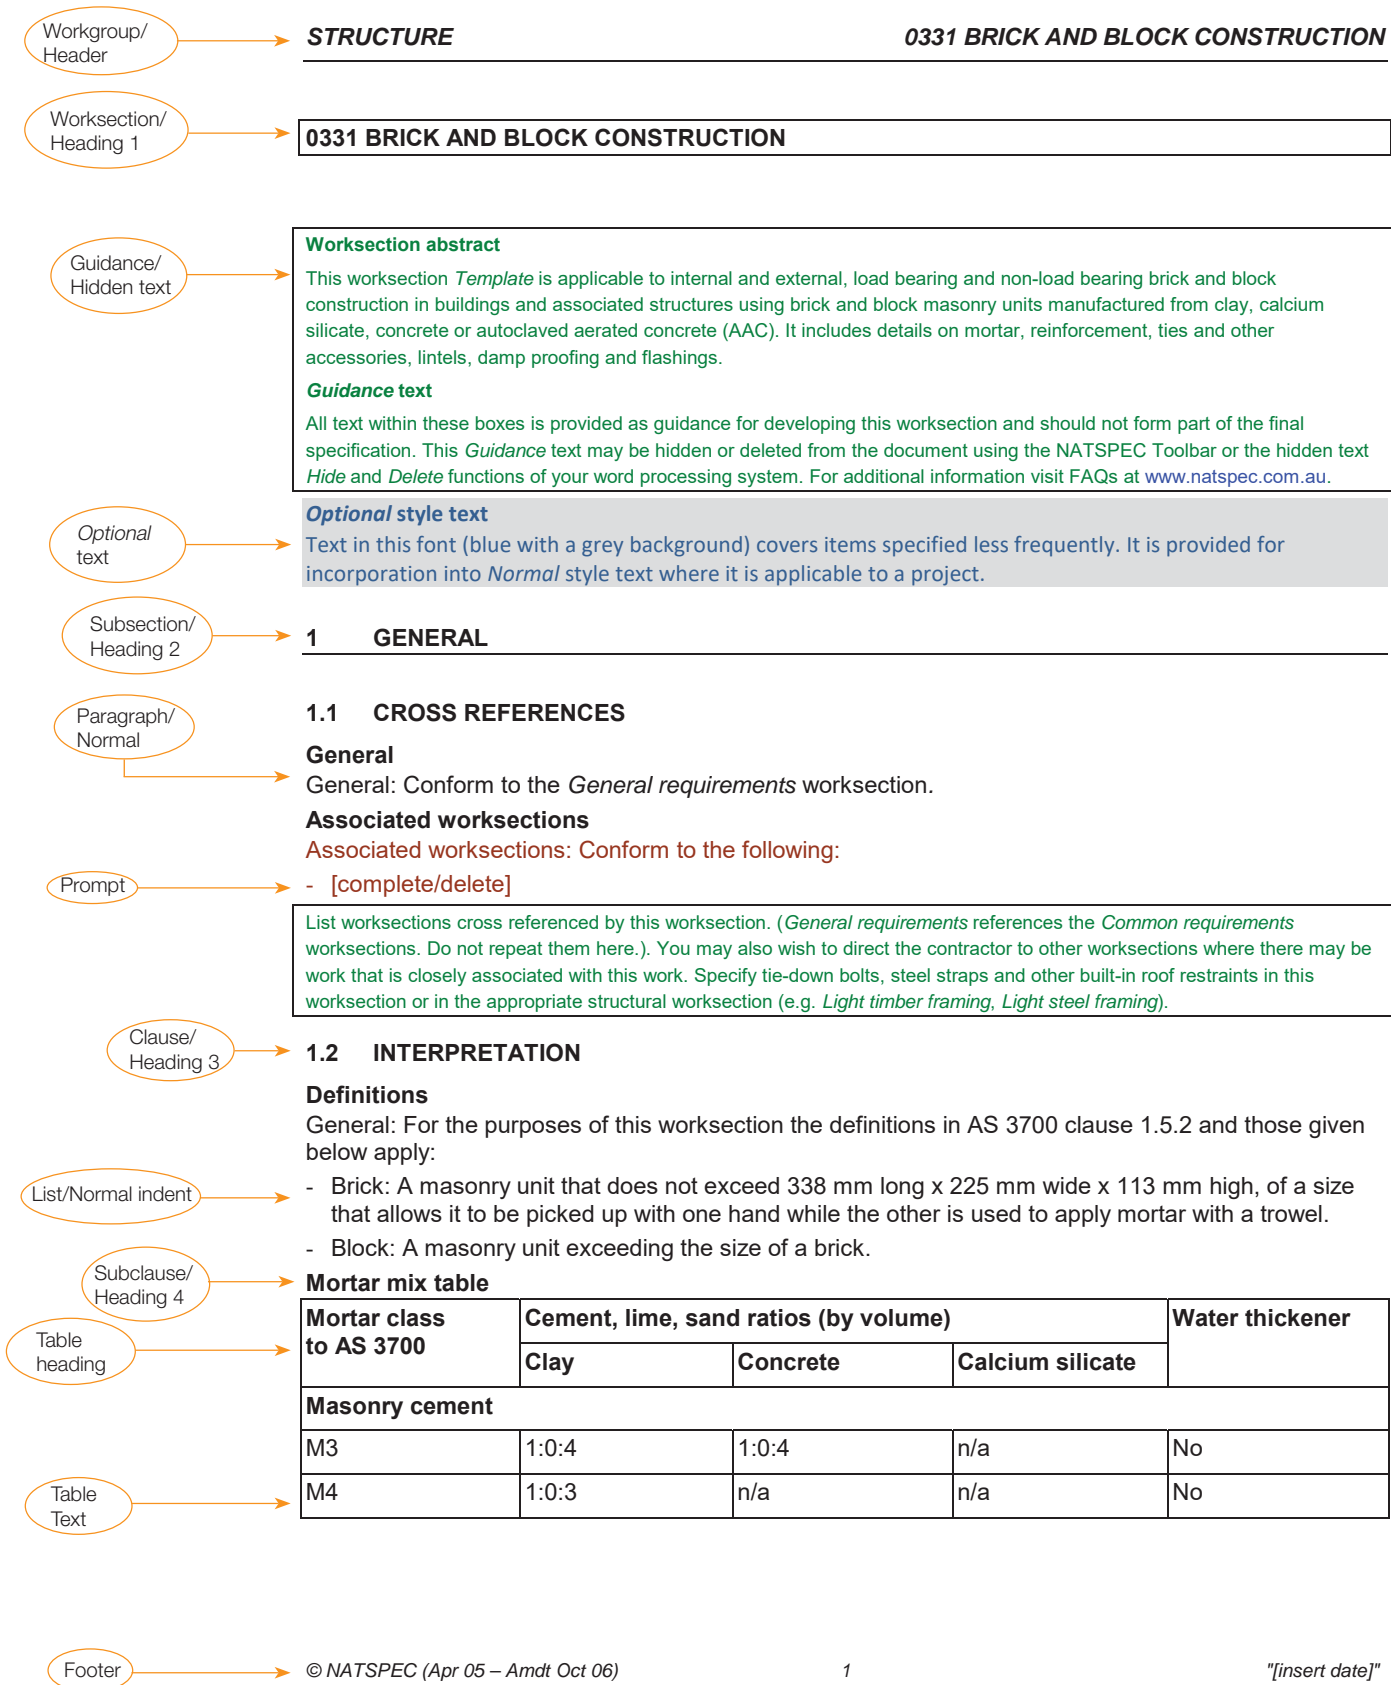 Workgroup/
Header
STRUCTURE 0331 BRICK AND BLOCK CONSTRUCTION
Worksection/
Heading 1
0331 BRICK AND BLOCK CONSTRUCTION
Guidance/
Hidden text
Worksection abstract
This worksection Template is applicable to internal and external, load bearing and non-load bearing brick and block
construction in buildings and associated structures using brick and block masonry units manufactured from clay, calcium
silicate, concrete or autoclaved aerated concrete (AAC). It includes details on mortar, reinforcement, ties and other
accessories, lintels, damp proofing and flashings.
Guidance text
All text within these boxes is provided as guidance for developing this worksection and should not form part of the final
specification. This Guidance text may be hidden or deleted from the document using the NATSPEC Toolbar or the hidden text
Hide and Delete functions of your word processing system. For additional information visit FAQs at www.natspec.com.au.
Optional
text
Optional style text
Text in this font (blue with a grey background) covers items specified less frequently. It is provided for
incorporation into Normal style text where it is applicable to a project.
Subsection/
Heading 2
1 GENERAL
Paragraph/
Normal
1.1 CROSS REFERENCES
General
General: Conform to the General requirements worksection.
Associated worksections
Associated worksections: Conform to the following:
Prompt
- [complete/delete]
List worksections cross referenced by this worksection. (General requirements references the Common requirements
worksections. Do not repeat them here.). You may also wish to direct the contractor to other worksections where there may be
work that is closely associated with this work. Specify tie-down bolts, steel straps and other built-in roof restraints in this
worksection or in the appropriate structural worksection (e.g. Light timber framing, Light steel framing).
Clause/
Heading 3
1.2 INTERPRETATION
Definitions
General: For the purposes of this worksection the definitions in AS 3700 clause 1.5.2 and those given
below apply:
List/Normal indent
- Brick: A masonry unit that does not exceed 338 mm long x 225 mm wide x 113 mm high, of a size
that allows it to be picked up with one hand while the other is used to apply mortar with a trowel.
- Block: A masonry unit exceeding the size of a brick.
Subclause/
Heading 4
Mortar mix table
Table
heading
Mortar class
to AS 3700
Cement, lime, sand ratios (by volume)
Water thickener
Clay Concrete Calcium silicate
Masonry cement
M3 1:0:4 1:0:4 n/a No
Table
Text
M4 1:0:3 n/a n/a No
Footer
© NATSPEC (Apr 05 – Amdt Oct 06) 1 "[insert date]"